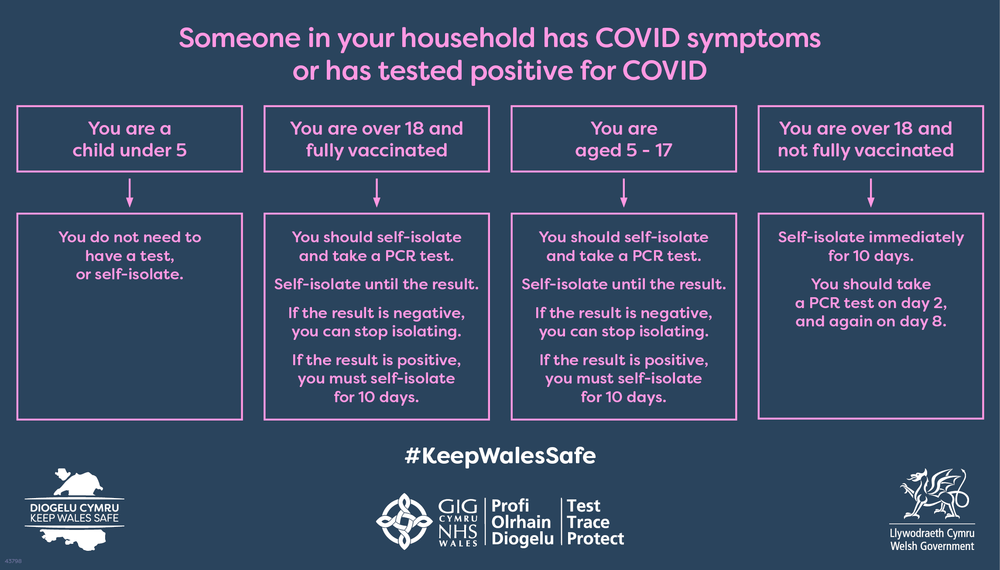 Someone in your household has COVID symptoms
or has tested positive for COVID
You are a
child under 5
You do not need to
have a test,
or self-isolate.
You are over 18 and
fully vaccinated
You should self-isolate
and take a PCR test.
Self-isolate until the result.
If the result is negative,
you can stop isolating.
If the result is positive,
you must self-isolate
for 10 days.
You are
aged 5 - 17
You should self-isolate
and take a PCR test.
Self-isolate until the result.
If the result is negative,
you can stop isolating.
If the result is positive,
you must self-isolate
for 10 days.
You are over 18 and
not fully vaccinated
Self-isolate immediately
for 10 days.
You should take
a PCR test on day 2,
and again on day 8.
#KeepWalesSafe
DIOGELU CYMRU
KEEP WALES SAFE
GIG
CYMRU
NHS
WALES
Profi
Olrhain
Diogelu
Test
Trace
Protect
Llywodraeth Cymru
Welsh Government
43798